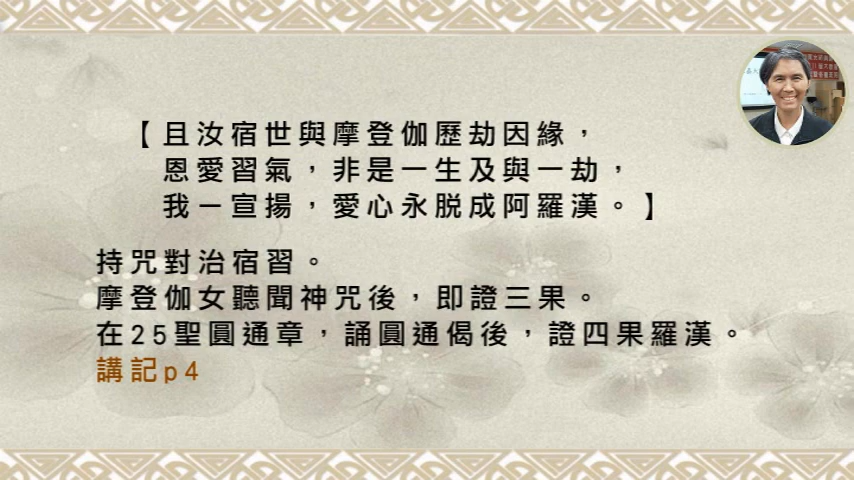 【且汝宿世與摩登伽歷劫因緣，
恩愛習氣，非是一生及與一劫，
我一宣揚，愛心永脫成阿羅漢。】
持咒對治宿習。
摩登伽女聽聞神咒後，即證三果。
在25聖圓通章，誦圓通偈後，證四果羅漢。
講記p4